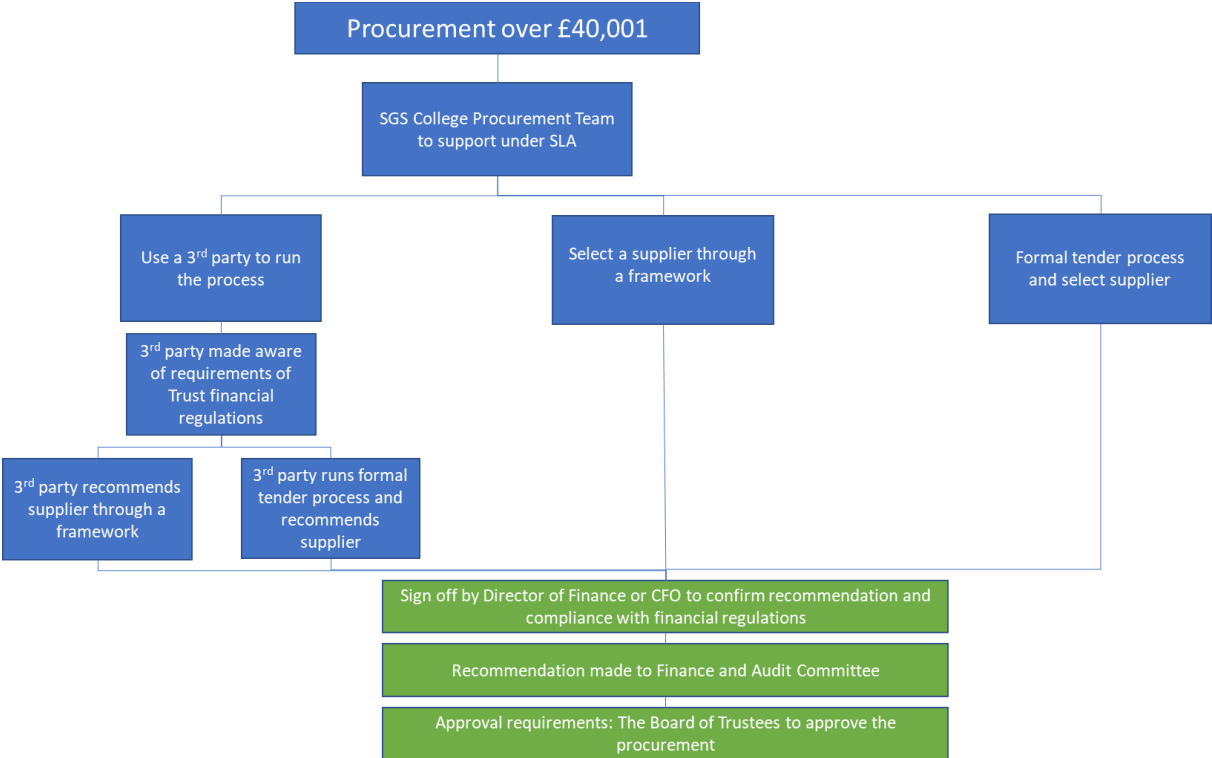 Procurement over £40,001
SGS College Procurement Team
to support under SLA
Use a 3rd party to run
the process
Select a supplier through
a framework
Formal tender process
and select supplier
3rd party made aware
of requirements of
Trust financial
regulations
3rd party recommends
supplier through a
framework
3rd party runs formal
tender process and
recommends
supplier
Sign off by Director of Finance or CFO to confirm recommendation and
compliance with financial regulations
Recommendation made to Finance and Audit Committee
Approval requirements: The Board of Trustees to approve the
procurement